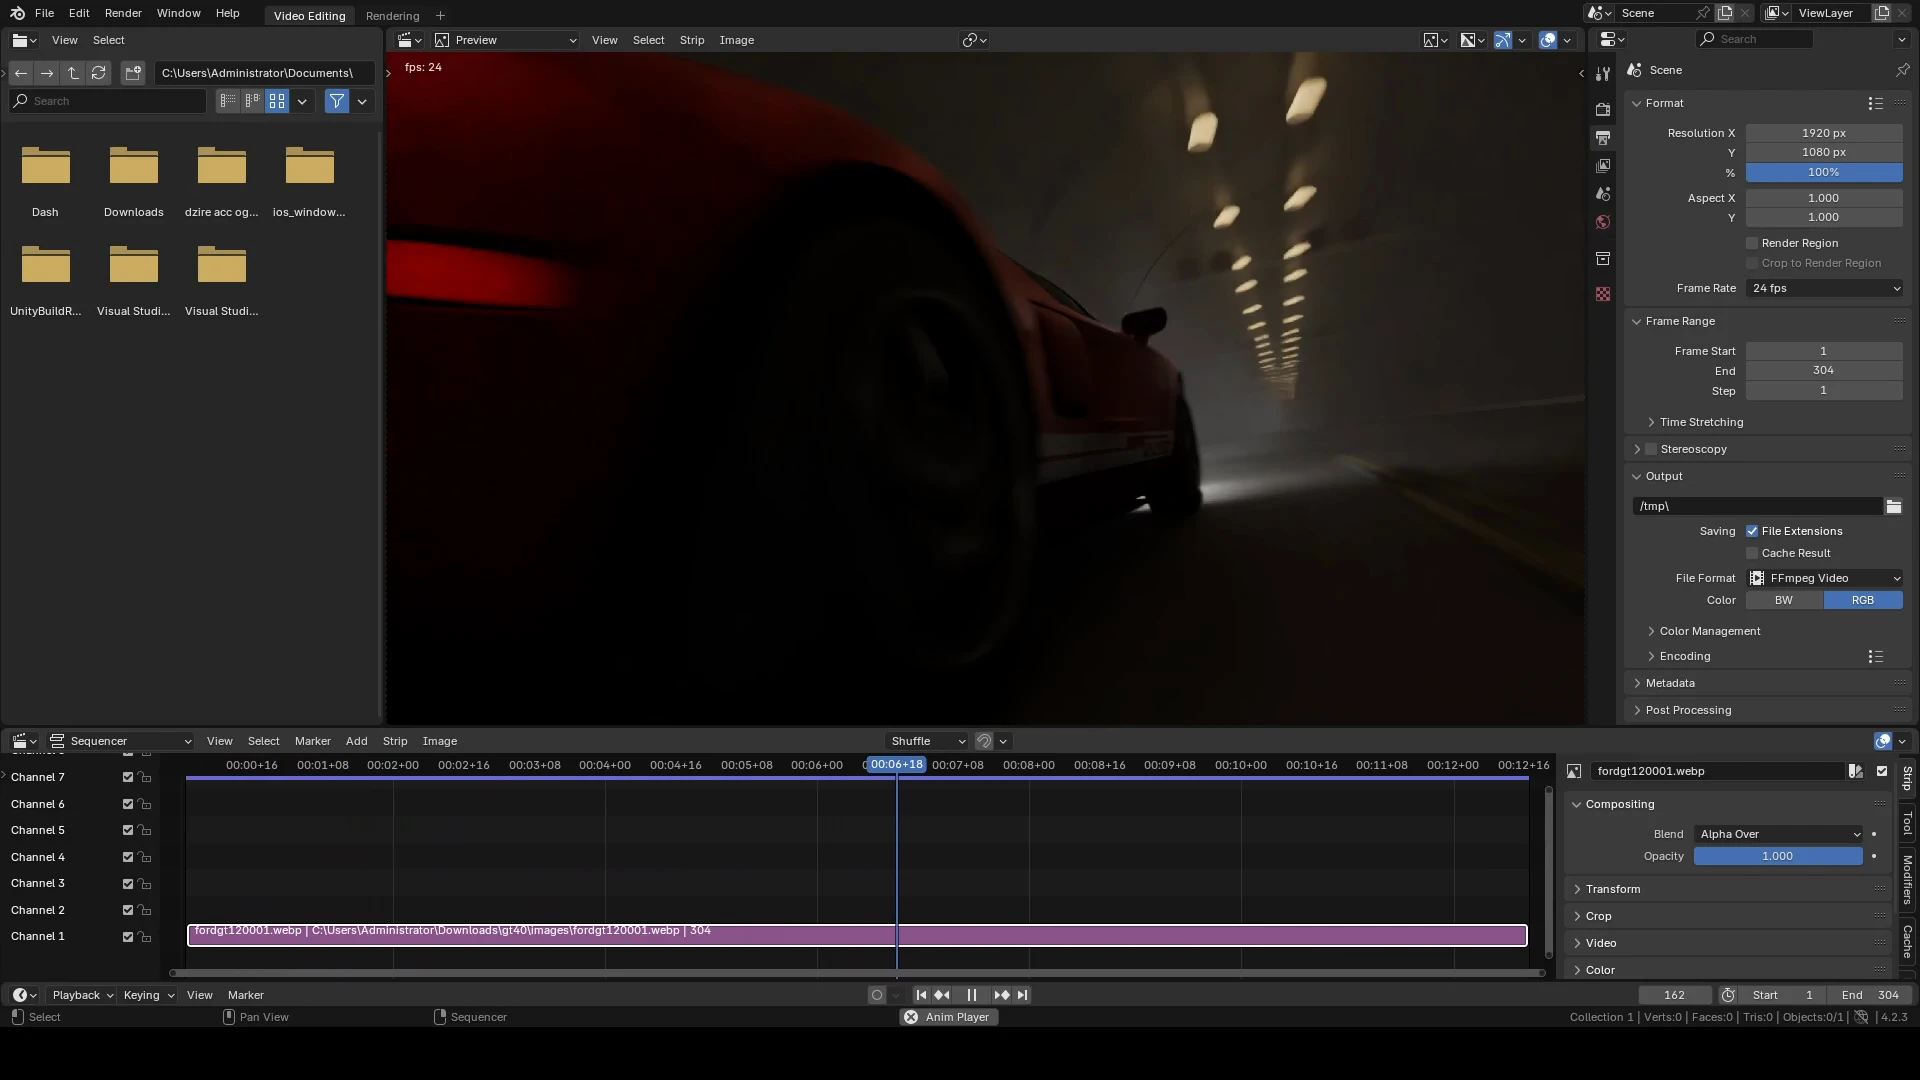 File Edit Render Window Help Video Editing Rendering + Scene ViewLayer
View Select
Preview View Select Strip Image
Search
C:\Users\Administrator\Documents\
Search
fps: 24
Dash Downloads dzire acc og... ios_window...
UnityBuildR... Visual Studi... Visual Studi...
Scene
Format
Resolution X 1920 px
Y 1080 px
% 100%
Aspect X 1.000
Y 1.000
Render Region
Crop to Render Region
Frame Rate 24 fps
Frame Range
Frame Start 1
End 304
Step 1
Time Stretching
Stereoscopy
Output
/tmp\
Saving File Extensions
Cache Result
File Format FFmpeg Video
Color BW RGB
Color Management
Encoding
Metadata
Post Processing
Sequencer View Select Marker Add Strip Image Shuffle
00:00+16 00:01+08 00:02+00 00:02+16 00:03+08 00:04+00 00:04+16 00:05+08 00:06+00 00:06+18 00:07+08 00:08+00 00:08+16 00:09+08 00:10+00 00:10+16 00:11+08 00:12+00 00:12+16
Channel 7
Channel 6
Channel 5
Channel 4
Channel 3
Channel 2
Channel 1
fordgt120001.webp | C:\Users\Administrator\Downloads\gt40\images\fordgt120001.webp | 304
fordgt120001.webp
Compositing
Blend Alpha Over
Opacity 1.000
Transform
Crop
Video
Color
Strip
Tool
Modifiers
Cache
Playback Keying View Marker 162 Start 1 End 304
Select Pan View Sequencer Anim Player Collection 1 | Verts:0 | Faces:0 | Tris:0 | Objects:0/1 | 4.2.3